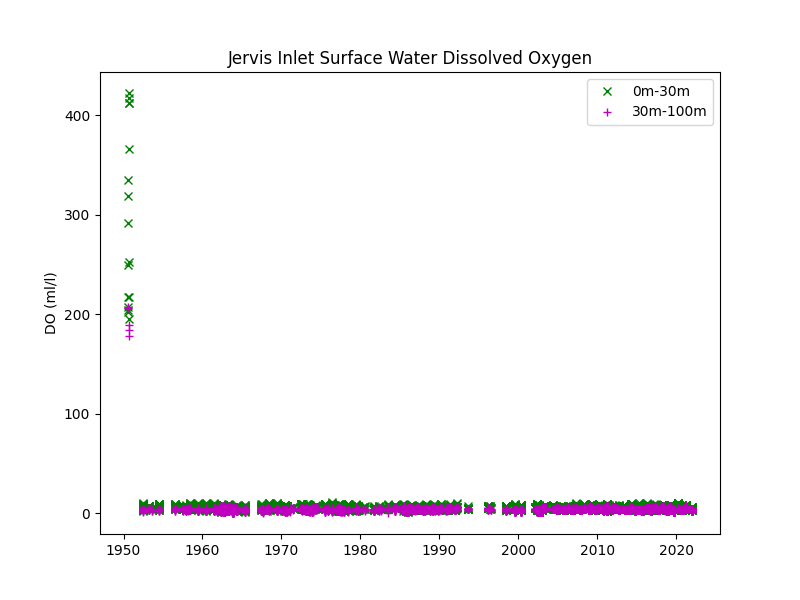 Jervis Inlet Surface Water Dissolved Oxygen
0m-30m
30m-100m
DO (ml/l)
400
300
200
100
0
1950 1960 1970 1980 1990 2000 2010 2020